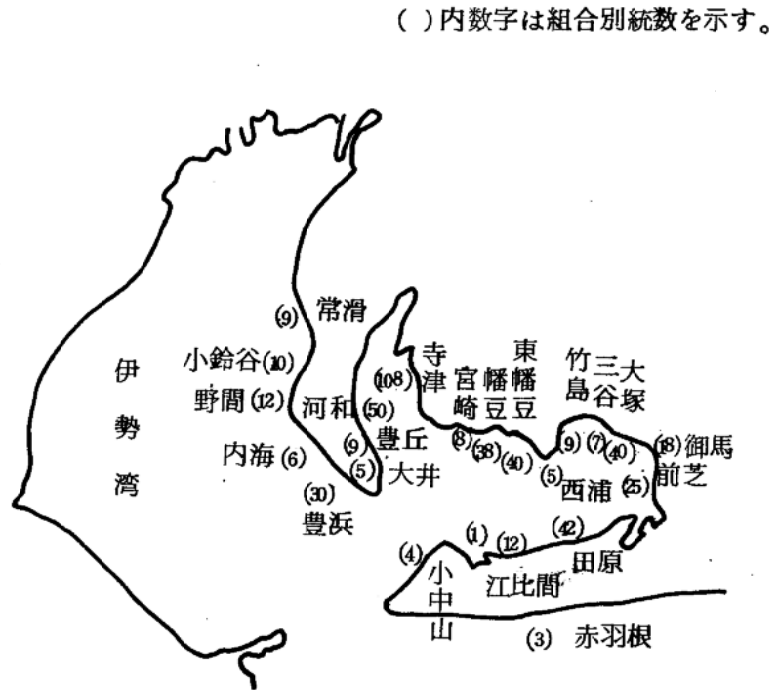 ( )内数字は組合別統数を示す。
(9) 常滑
小鈴谷(10)
野間(12)
内海(6)
(30)
豊浜
伊勢湾
河和(50)
(9)豊丘
(5)大井
(108)
寺津
宮崎
(8)
幡豆
(38)
東幡豆
(40)
(5)
西浦
竹島
(9)
三谷
(7)
大塚
(40)
(18)御馬
(25)前芝
(42)
田原
(12)
(1)
江比間
(4)
小中山
(3) 赤羽根